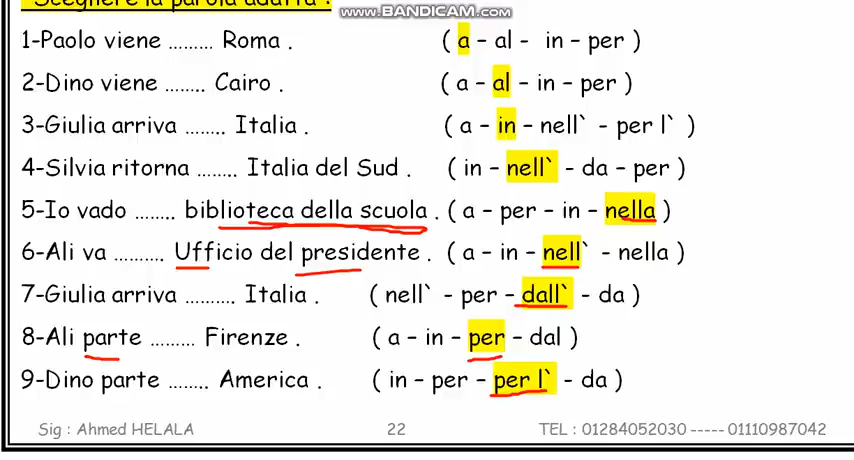 Scegliere la parola adatta :
www.BANDICAM.com
1-Paolo viene ......... Roma . ( a – al - in – per )
2-Dino viene ........ Cairo . ( a – al – in – per )
3-Giulia arriva ........ Italia . ( a – in – nell` - per l` )
4-Silvia ritorna ........ Italia del Sud . ( in – nell` - da – per )
5-Io vado ........ biblioteca della scuola . ( a – per – in – nella )
6-Ali va .......... Ufficio del presidente . ( a – in – nell` - nella )
7-Giulia arriva .......... Italia . ( nell` - per – dall` - da )
8-Ali parte ......... Firenze . ( a – in – per – dal )
9-Dino parte ........ America . ( in – per – per l` - da )
Sig : Ahmed HELALA 22 TEL : 01284052030 ----- 01110987042